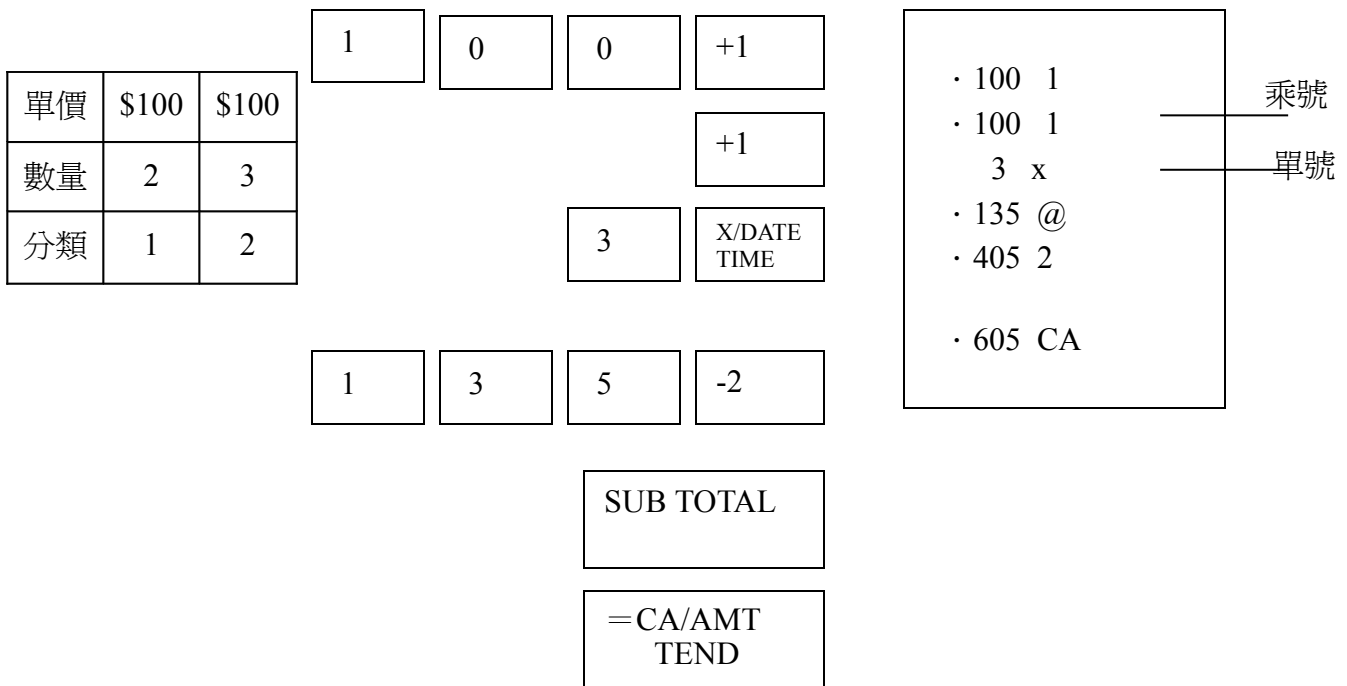 單價 $100 $100
數量 2 3
分類 1 2
1 0 0 +1
+1
3 X/DATE
TIME
1 3 5 -2
SUB TOTAL
＝CA/AMT
TEND
· 100 1
· 100 1
3 x
· 135 @
· 405 2
· 605 CA
乘號
單號